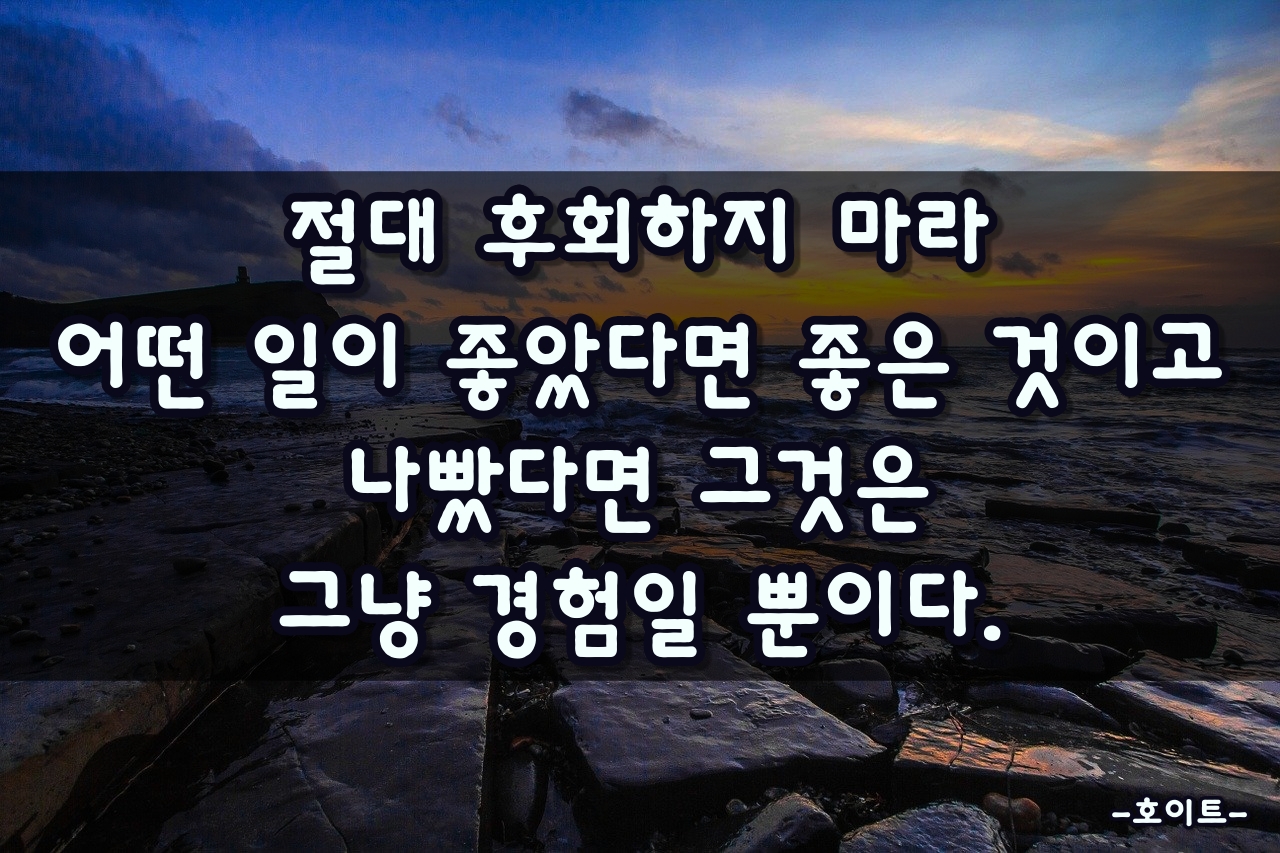 절대 후회하지 마라
어떤 일이 좋았다면 좋은 것이고
나빴다면 그것은
그냥 경험일 뿐이다.
-호이트-